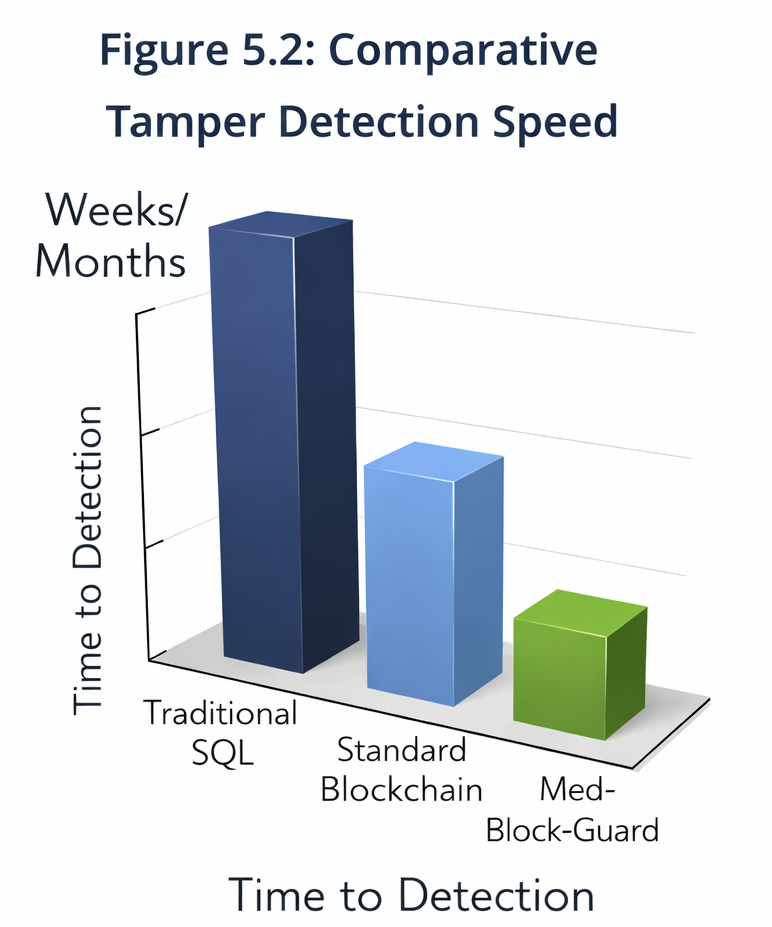 Figure 5.2: Comparative
Tamper Detection Speed
Weeks/
Months
Time to Detection
Traditional
SQL
Standard
Blockchain
Med-
Block-Guard
Time to Detection